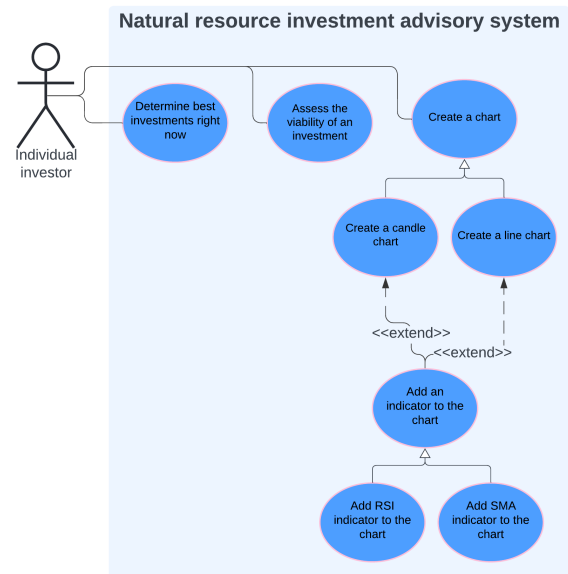 Natural resource investment advisory system
Individual
investor
Determine best
investments right
now
Assess the
viability of an
investment
Create a chart
Create a candle
chart
Create a line chart
<<extend>>
<<extend>>
Add an
indicator to the
chart
Add RSI
indicator to the
chart
Add SMA
indicator to the
chart